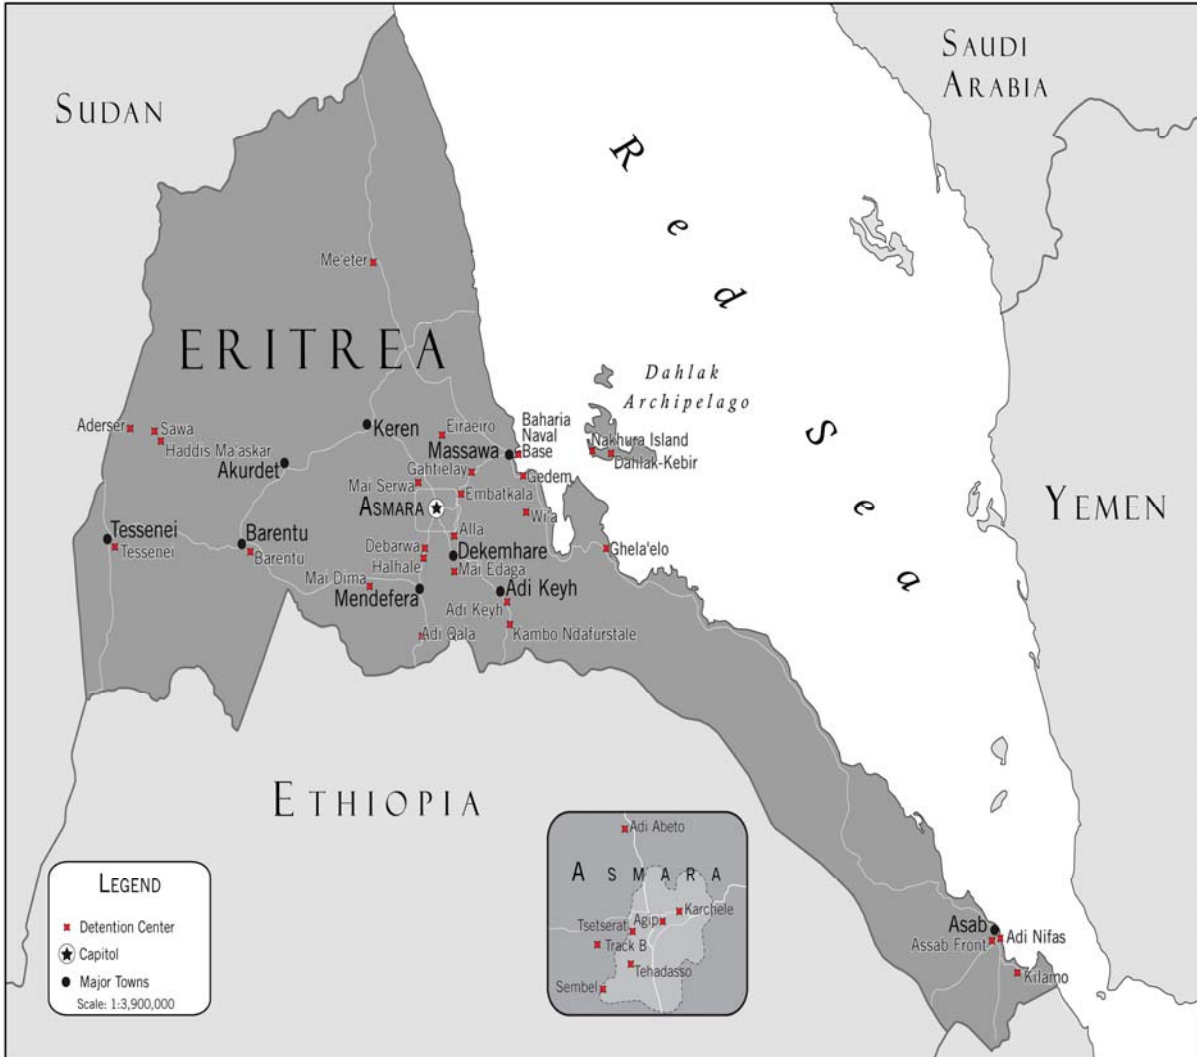 SAUDI
ARABIA
SUDAN
Red Sea
Me'eter
ERITREA
Dahlak
Archipelago
Aderser
Sawa
Haddis Ma'askar
Keren
Eiraeiro
Baharia
Naval
Base
Massawa
Nakhura Island
Dahlak-Kebir
Akurdet
Gahtielay
Gedem
Mai Serwa
Embatkala
ASMARA
Wi'a
YEMEN
Tessenei
Tessenei
Barentu
Barentu
Alla
Debarwa
Dekemhare
Ghela'elo
Halhale
Mai Edaga
Mai Dima
Mendefera
Adi Keyh
Adi Keyh
Adi Qala
Kambo Ndafurstale
ETHIOPIA
Adi Abeto
ASMARA
Karchele
Agip
Tsetserat
Track B
Tehadasso
Sembel
Asab
Assab Front
Adi Nifas
Kilamo
LEGEND
Detention Center
Capitol
Major Towns
Scale: 1:3,900,000